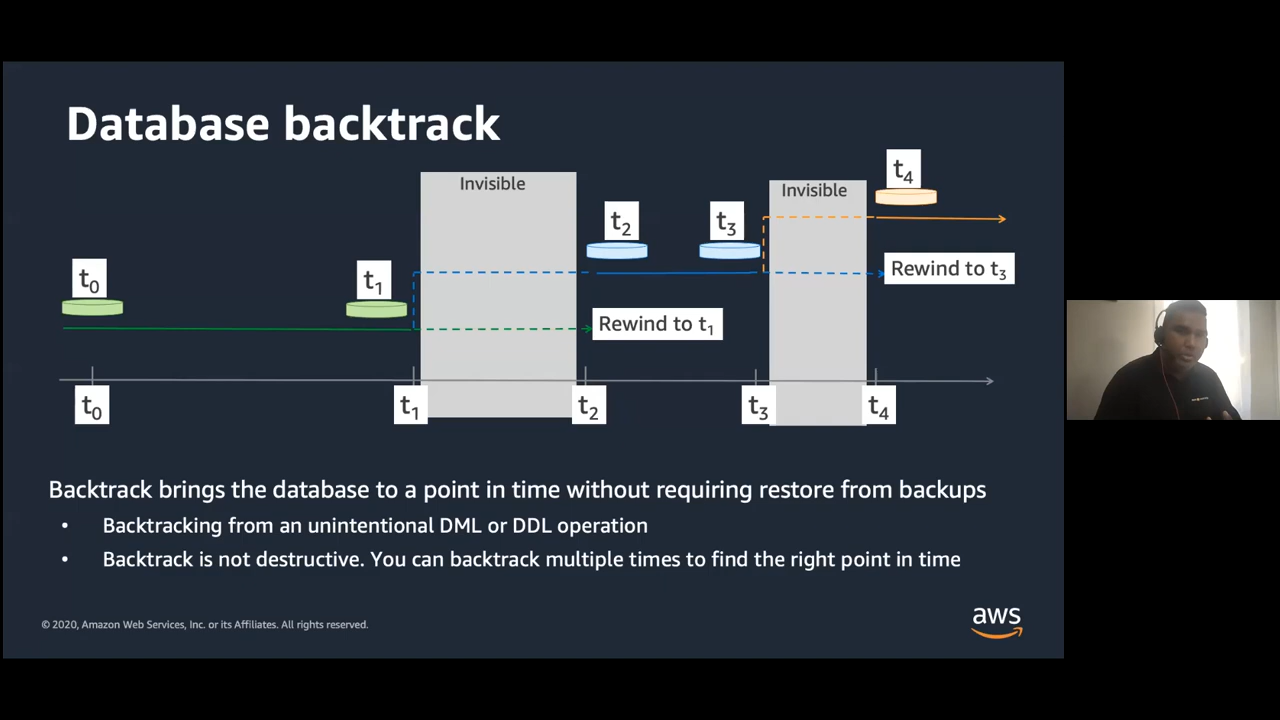 Database backtrack
Invisible
Invisible
t4
t2
t3
t0
t1
Rewind to t3
Rewind to t1
t0
t1
t2
t3
t4
Backtrack brings the database to a point in time without requiring restore from backups
• Backtracking from an unintentional DML or DDL operation
• Backtrack is not destructive. You can backtrack multiple times to find the right point in time
© 2020, Amazon Web Services, Inc. or its Affiliates. All rights reserved.
aws